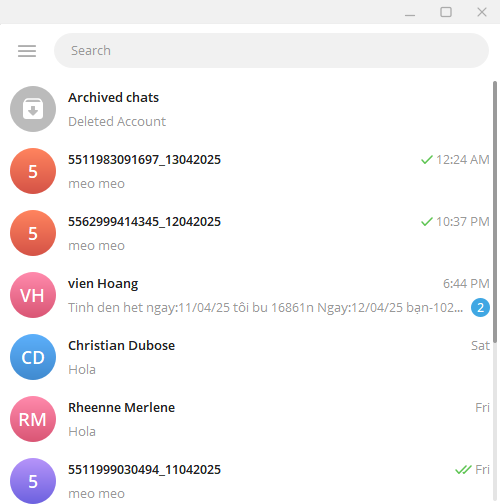 Search
Archived chats
Deleted Account
5
5511983091697_13042025
12:24 AM
meo meo
5
5562999414345_12042025
10:37 PM
meo meo
VH
vien Hoang
6:44 PM
Tinh den het ngay:11/04/25 tôi bu 16861n Ngay:12/04/25 bạn-102...
2
CD
Christian Dubose
Sat
Hola
RM
Rheenne Merlene
Fri
Hola
5
5511999030494_11042025
Fri
meo meo